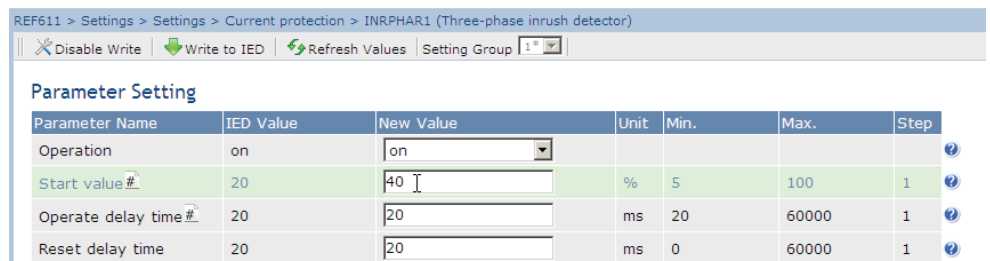 REF611 > Settings > Settings > Current protection > INRPHAR1 (Three-phase inrush detector)
Disable Write Write to IED Refresh Values Setting Group 1*
Parameter Setting
Parameter Name IED Value New Value Unit Min. Max. Step
Operation on on
Start value # 20 40 % 5 100 1
Operate delay time # 20 20 ms 20 60000 1
Reset delay time 20 20 ms 0 60000 1